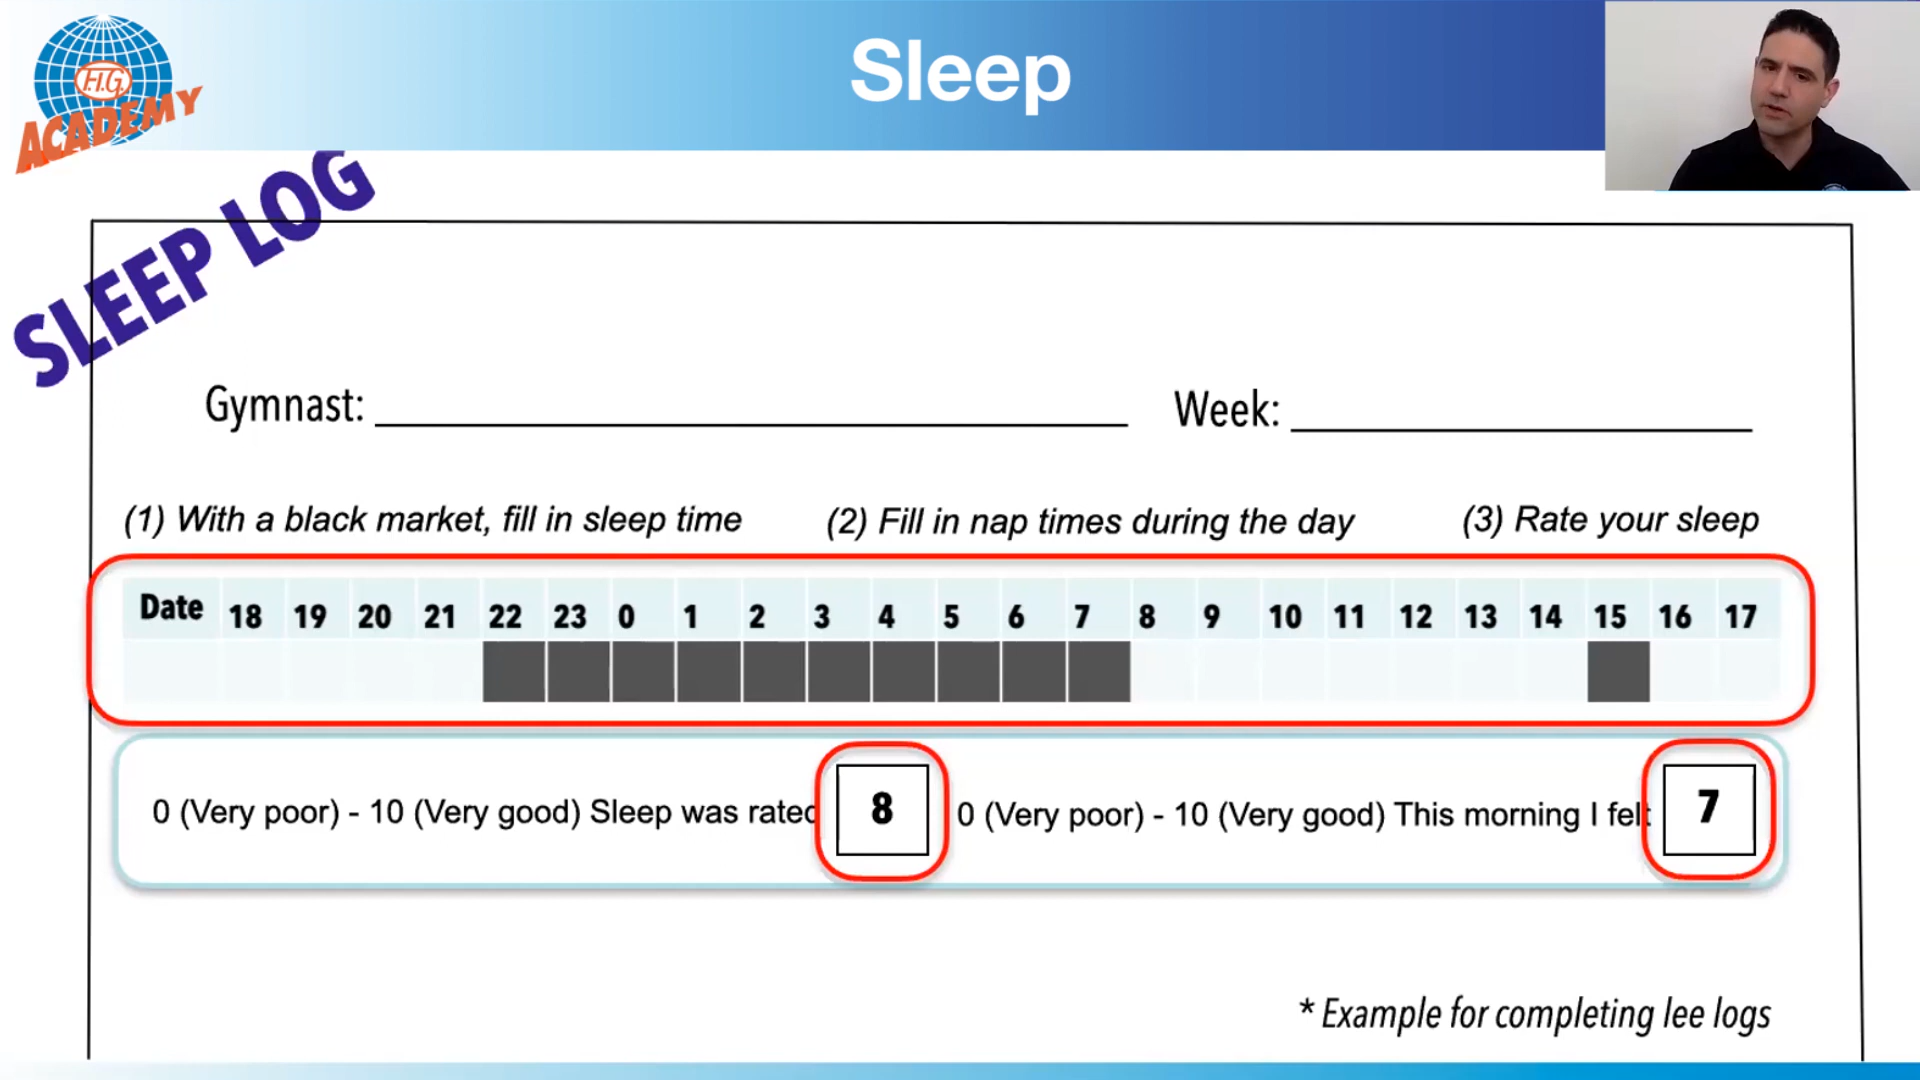 F.I.G.
ACADEMY
Sleep
SLEEP LOG
Gymnast:
Week:
(1) With a black market, fill in sleep time
(2) Fill in nap times during the day
(3) Rate your sleep
Date 18 19 20 21 22 23 0 1 2 3 4 5 6 7 8 9 10 11 12 13 14 15 16 17
0 (Very poor) - 10 (Very good) Sleep was rated 8
0 (Very poor) - 10 (Very good) This morning I felt 7
* Example for completing lee logs